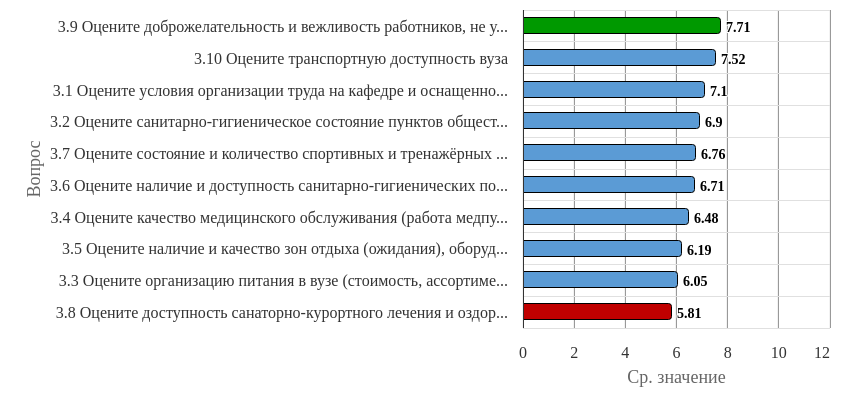 3.9 Оцените доброжелательность и вежливость работников, не у... 7.71
3.10 Оцените транспортную доступность вуза 7.52
3.1 Оцените условия организации труда на кафедре и оснащенно... 7.1
3.2 Оцените санитарно-гигиеническое состояние пунктов общест... 6.9
3.7 Оцените состояние и количество спортивных и тренажёрных ... 6.76
3.6 Оцените наличие и доступность санитарно-гигиенических по... 6.71
3.4 Оцените качество медицинского обслуживания (работа медпу... 6.48
3.5 Оцените наличие и качество зон отдыха (ожидания), оборуд... 6.19
3.3 Оцените организацию питания в вузе (стоимость, ассортиме... 6.05
3.8 Оцените доступность санаторно-курортного лечения и оздор... 5.81
Вопрос
0 2 4 6 8 10 12
Ср. значение